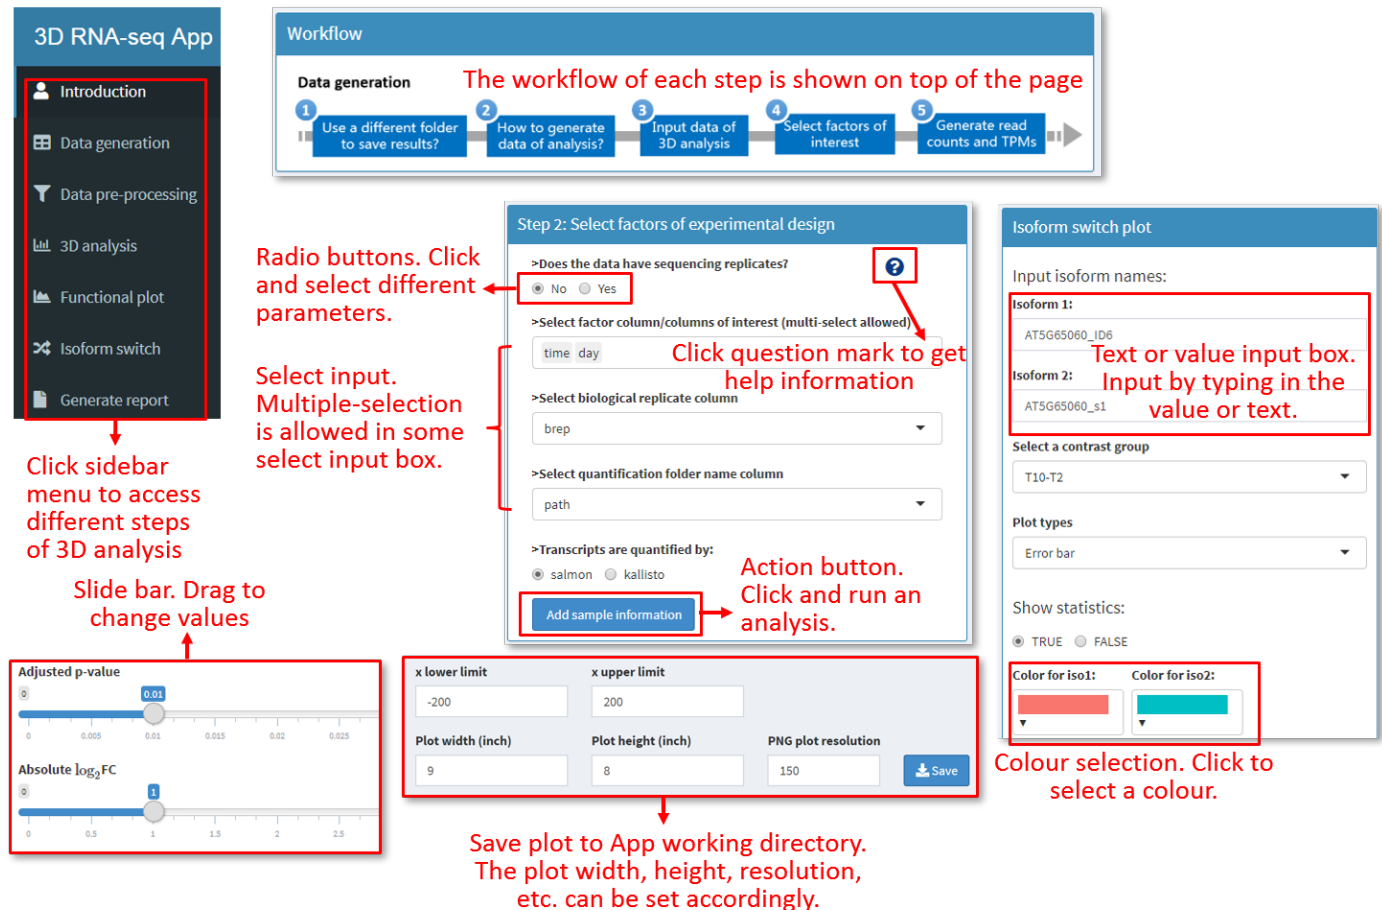 3D RNA-seq App
Introduction
Data generation
Data pre-processing
3D analysis
Functional plot
Isoform switch
Generate report
Click sidebar
menu to access
different steps
of 3D analysis
Workflow
Data generation
The workflow of each step is shown on top of the page
1
Use a different folder
to save results?
2
How to generate
data of analysis?
3
Input data of
3D analysis
4
Select factors of
interest
5
Generate read
counts and TPMs
Radio buttons. Click
and select different
parameters.
Select input.
Multiple-selection
is allowed in some
select input box.
Step 2: Select factors of experimental design
>Does the data have sequencing replicates?
?
No Yes
>Select factor column/columns of interest (multi-select allowed)
time day
Click question mark to get
help information
>Select biological replicate column
brep
>Select quantification folder name column
path
>Transcripts are quantified by:
salmon kallisto
Add sample information
Action button.
Click and run an
analysis.
Isoform switch plot
Input isoform names:
Isoform 1:
AT5G65060_ID6
Isoform 2:
AT5G65060_s1
Text or value input box.
Input by typing in the
value or text.
Select a contrast group
T10-T2
Plot types
Error bar
Show statistics:
TRUE FALSE
Color for iso1: Color for iso2:
Colour selection. Click to
select a colour.
Slide bar. Drag to
change values
Adjusted p-value
0 0.01
0 0.005 0.01 0.015 0.02 0.025
Absolute log2FC
0 1
0 0.5 1 1.5 2 2.5
x lower limit x upper limit
-200 200
Plot width (inch) Plot height (inch) PNG plot resolution
9 8 150 Save
Save plot to App working directory.
The plot width, height, resolution,
etc. can be set accordingly.